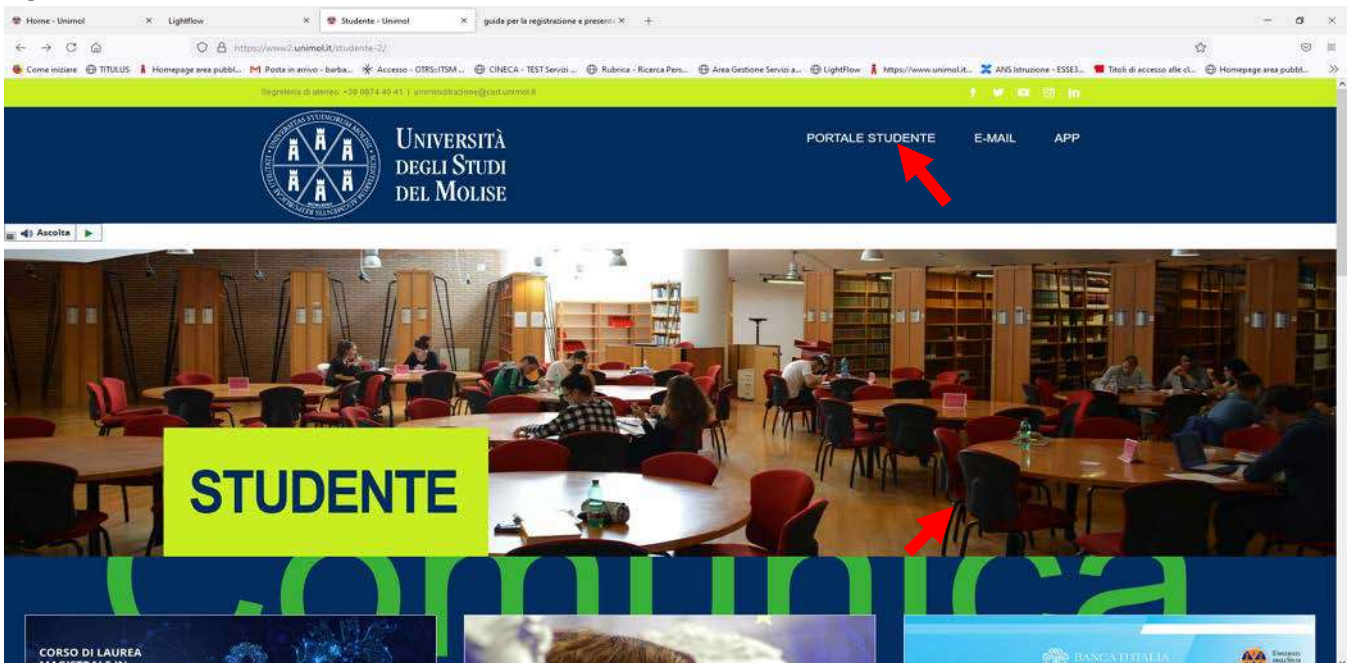 Home - Unimol
Lightflow
Studente - Unimol
guida per la registrazione e present
https://www2.unimol.it/studente-2/
Come iniziare
TITULUS
Homepage area pubbl...
Posta in arrivo - barba...
Accesso - OTRS::ITSM ...
CINECA - TEST Servizi ...
Rubrica - Ricerca Pers...
Area Gestione Servizi a...
LightFlow
https://www.unimol.it...
ANS Istruzione - ESSE3...
Titoli di accesso alle cl...
Homepage area pubbl...
Segreteria di ateneo: +39 0874 40 41 | amministrazione@cert.unimol.it
UNIVERSITÀ
DEGLI STUDI
DEL MOLISE
PORTALE STUDENTE
E-MAIL
APP
Ascolta
STUDENTE
Comunica
CORSO DI LAUREA
MAGISTRALE IN
BANCA D'ITALIA